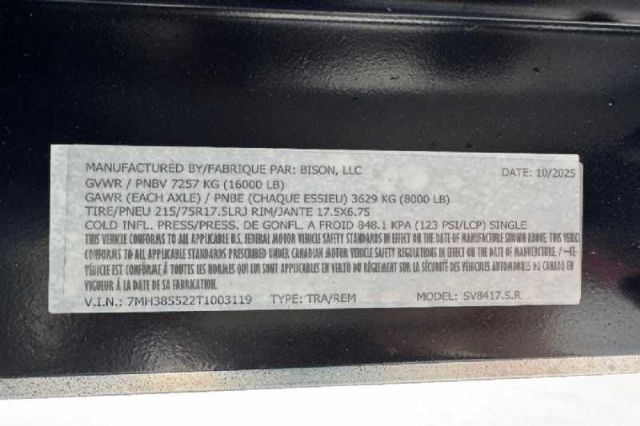 MANUFACTURED BY/FABRIQUE PAR: BISON, LLC DATE: 10/2025
GVWR / PNBV 7257 KG (16000 LB)
GAWR (EACH AXLE) / PNBE (CHAQUE ESSIEU) 3629 KG (8000 LB)
TIRE/PNEU 215/75R17.5LRJ RIM/JANTE 17.5X6.75
COLD INFL. PRESS/PRESS. DE GONFL. A FROID 848.1 KPA (123 PSI/LCP) SINGLE
THIS VEHICLE CONFORMS TO ALL APPLICABLE U.S. FEDERAL MOTOR VEHICLE SAFETY STANDARDS IN EFFECT ON THE DATE OF MANUFACTURE SHOWN ABOVE. THIS VEHICLE
CONFORMS TO ALL APPLICABLE STANDARDS PRESCRIBED UNDER CANADIAN MOTOR VEHICLE SAFETY REGULATIONS IN EFFECT ON THE DATE OF MANUFACTURE. /—CE
VÉHICULE EST CONFORME A TOUTES LES NORMES QUI LUI SONT APPLICABLES EN VERTU DU RÉGLEMENT SUR LA SÉCURITÉ DES VÉHICLES AUTOMOBILES DU CANADA EN
VIGUEUR Á LA DATE DE SA FABRICATION.
V.I.N.: 7MH385522T1003119 TYPE: TRA/REM MODEL: SV8417.5.R